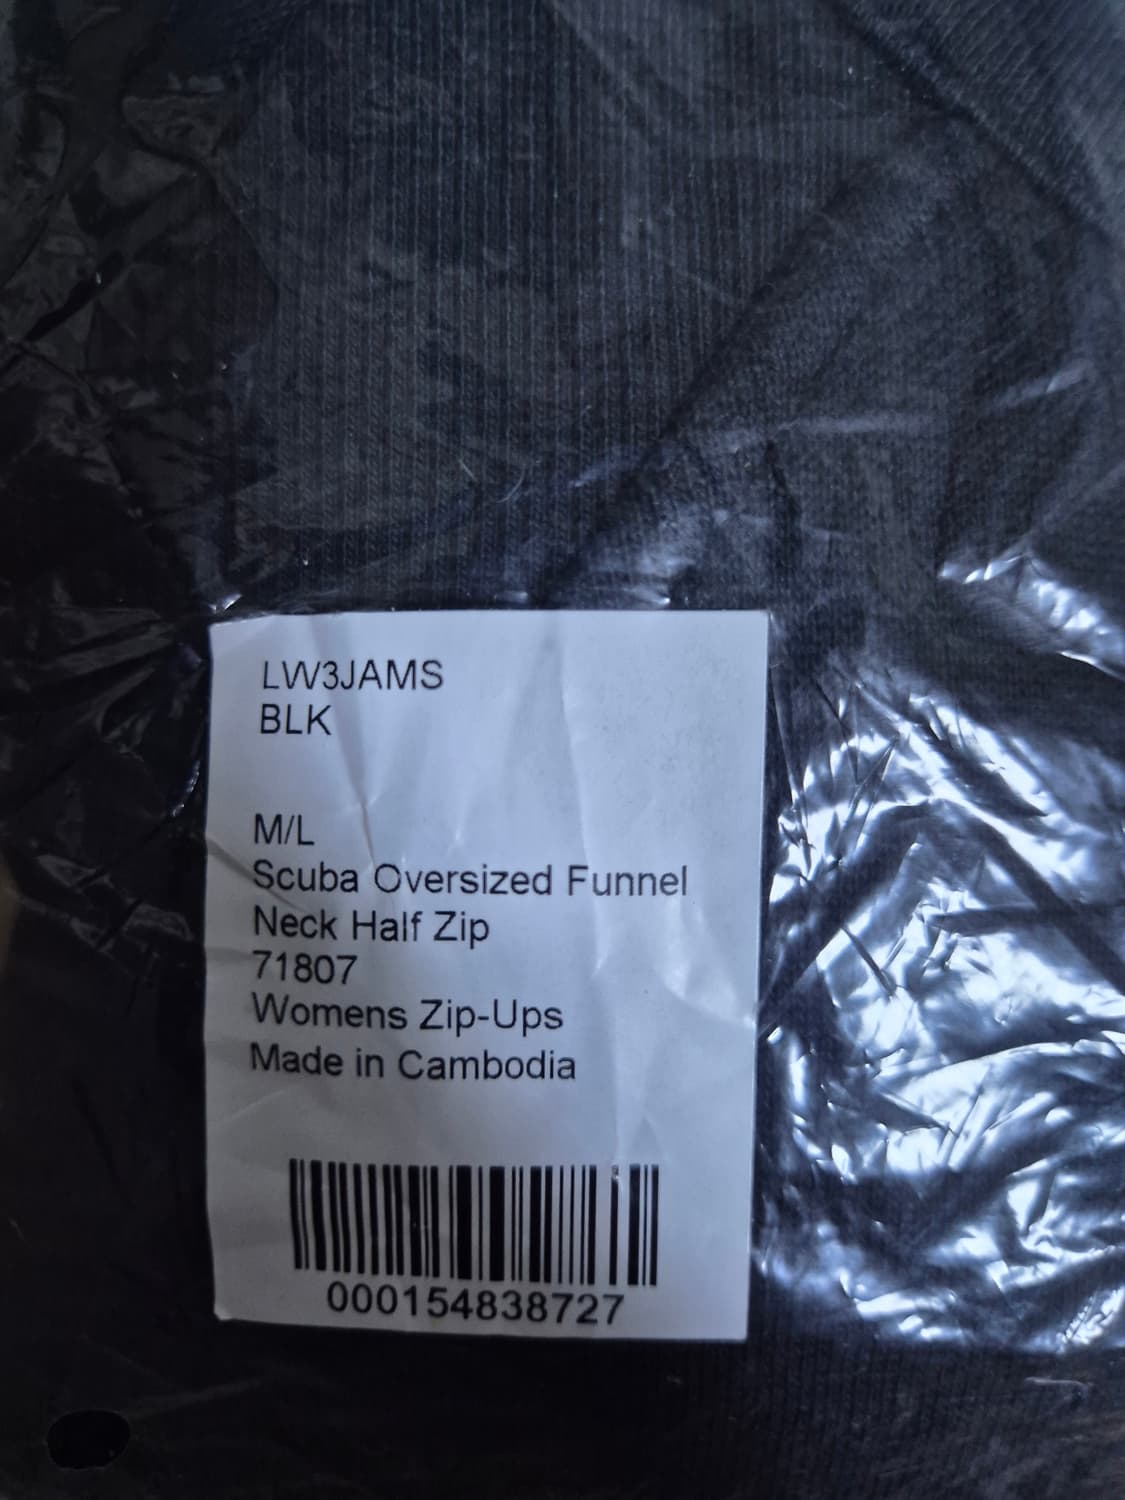 LW3JAMS
BLK
M/L
Scuba Oversized Funnel
Neck Half Zip
71807
Womens Zip-Ups
Made in Cambodia
000154838727